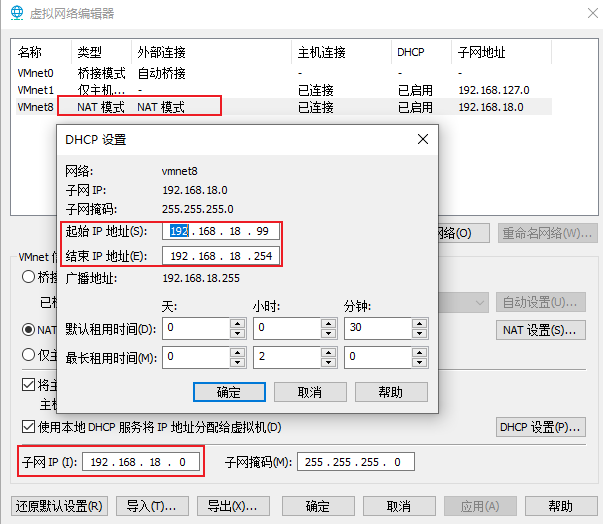 虚拟网络编辑器
名称 类型 外部连接 主机连接 DHCP 子网地址
VMnet0 桥接模式 自动桥接 - - -
VMnet1 仅主机... - 已连接 已启用 192.168.127.0
VMnet8 NAT 模式 NAT 模式 已连接 已启用 192.168.18.0
DHCP 设置
网络: vmnet8
子网 IP: 192.168.18.0
子网掩码: 255.255.255.0
起始 IP 地址(S): 192 . 168 . 18 . 99
结束 IP 地址(E): 192 . 168 . 18 . 254
广播地址: 192.168.18.255
天: 小时: 分钟:
默认租用时间(D): 0 0 30
最长租用时间(M): 0 2 0
确定 取消 帮助
网络(O) 重命名网络(W)...
VMnet
桥
已 自动设置(U)...
NAT NAT 设置(S)...
仅
将
主机
使用本地 DHCP 服务将 IP 地址分配给虚拟机(D) DHCP 设置(P)...
子网 IP (I): 192 . 168 . 18 . 0 子网掩码(M): 255 . 255 . 255 . 0
还原默认设置(R) 导入(T)... 导出(X)... 确定 取消 应用(A) 帮助